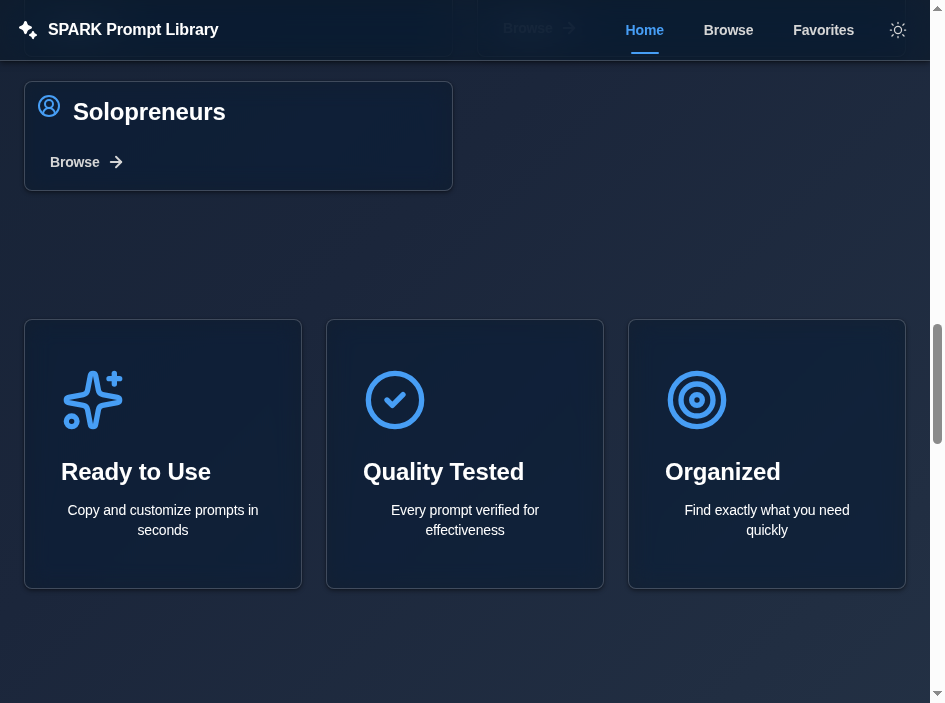 SPARK Prompt Library
Browse
Home
Browse
Favorites
Solopreneurs
Browse
Ready to Use
Copy and customize prompts in
seconds
Quality Tested
Every prompt verified for
effectiveness
Organized
Find exactly what you need
quickly